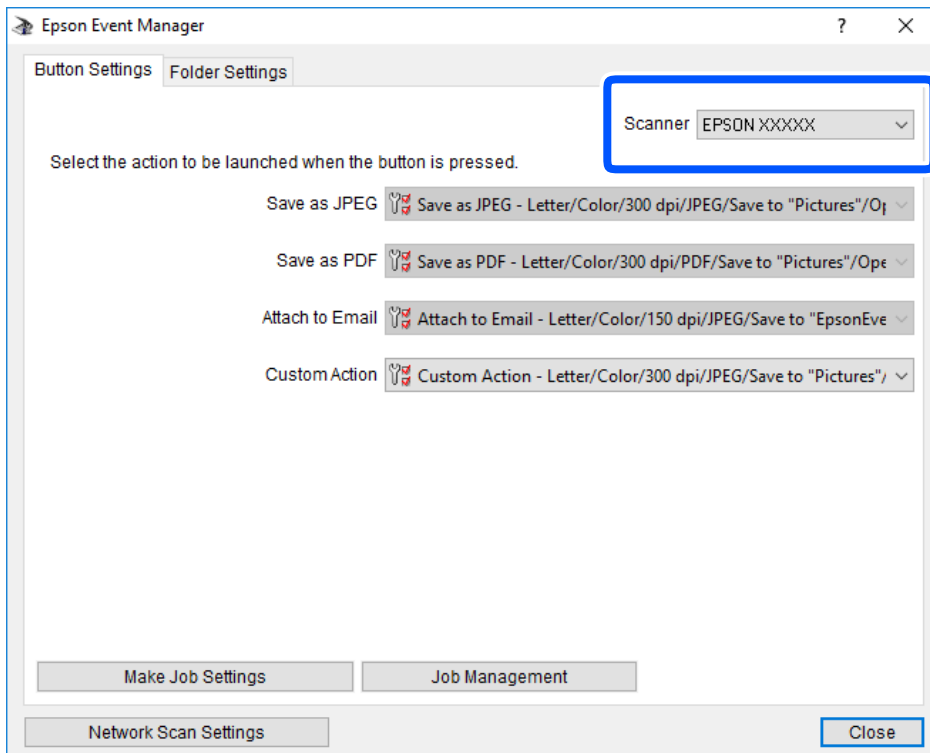 Epson Event Manager
Button Settings Folder Settings
Scanner EPSON XXXXX
Select the action to be launched when the button is pressed.
Save as JPEG Save as JPEG - Letter/Color/300 dpi/JPEG/Save to "Pictures"/Op
Save as PDF Save as PDF - Letter/Color/300 dpi/PDF/Save to "Pictures"/Ope
Attach to Email Attach to Email - Letter/Color/150 dpi/JPEG/Save to "EpsonEve
Custom Action Custom Action - Letter/Color/300 dpi/JPEG/Save to "Pictures"/
Make Job Settings Job Management
Network Scan Settings Close